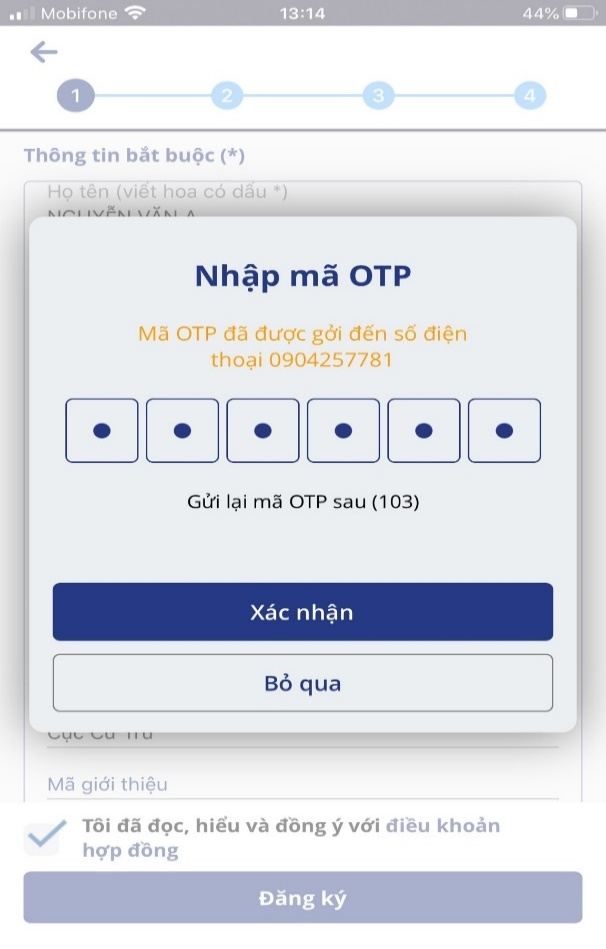 Mobifone 13:14 44%
1 2 3 4
Thông tin bắt buộc (*)
Họ tên (viết hoa có dấu *)
NGUYỄN VĂN A
Nhập mã OTP
Mã OTP đã được gởi đến số điện
thoại 0904257781
Gửi lại mã OTP sau (103)
Xác nhận
Bỏ qua
Cục Cư Trú
Mã giới thiệu
Tôi đã đọc, hiểu và đồng ý với điều khoản
hợp đồng
Đăng ký